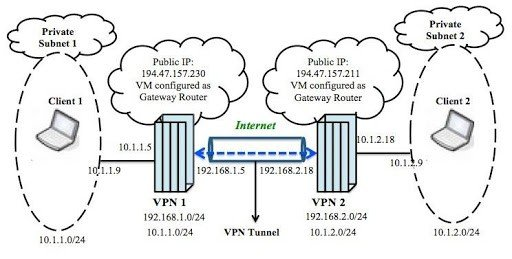 Private
Subnet 1
Public IP:
194.47.157.230
VM configured as
Gateway Router
Public IP:
194.47.157.211
VM configured as
Gateway Router
Private
Subnet 2
Client 1
Client 2
Internet
10.1.1.5
10.1.1.9
192.168.1.5
192.168.2.18
10.1.2.18
10.1.2.9
VPN 1
192.168.1.0/24
10.1.1.0/24
VPN 2
192.168.2.0/24
10.1.2.0/24
VPN Tunnel
10.1.1.0/24
10.1.2.0/24